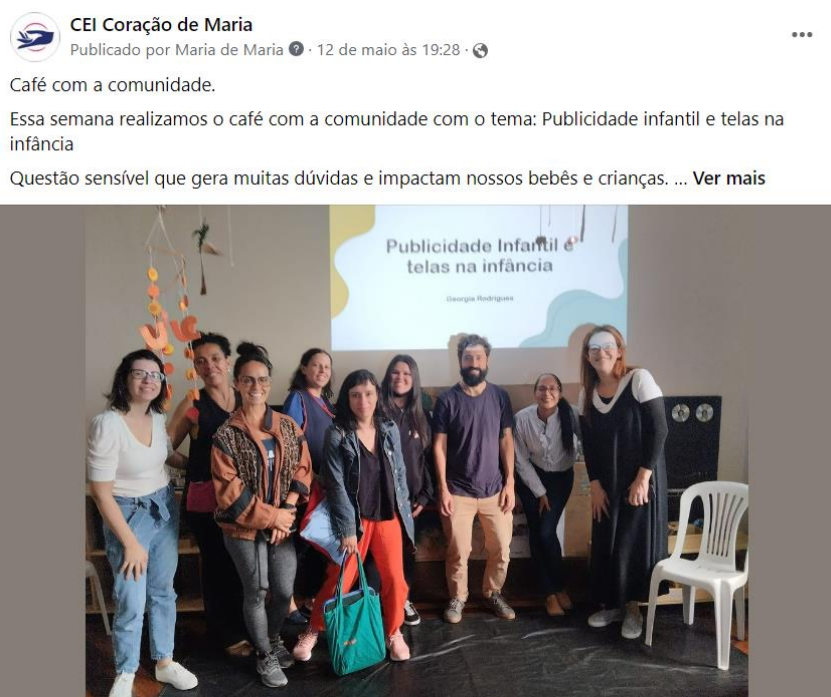 CEI Coração de Maria
Publicado por Maria de Maria ? · 12 de maio às 19:28 ·
Café com a comunidade.
Essa semana realizamos o café com a comunidade com o tema: Publicidade infantil e telas na
infância
Questão sensível que gera muitas dúvidas e impactam nossos bebês e crianças. ... Ver mais
Publicidade Infantil e
telas na infância
Georgia Rodrigues